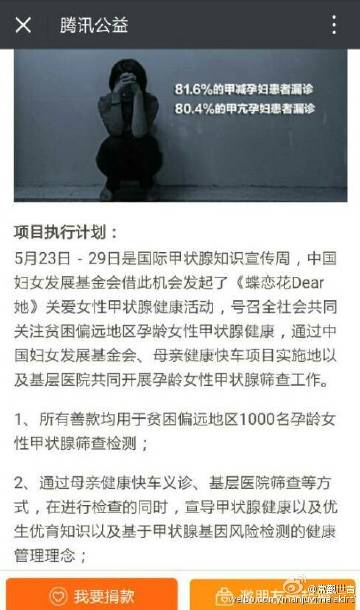 腾讯公益
81.6%的甲减孕妇患者漏诊
80.4%的甲亢孕妇患者漏诊
项目执行计划：
5月23日－29日是国际甲状腺知识宣传周，中国
妇女发展基金会借此机会发起了《蝶恋花Dear
她》关爱女性甲状腺健康活动，号召全社会共同
关注贫困偏远地区孕龄女性甲状腺健康，通过中
国妇女发展基金会、母亲健康快车项目实施地以
及基层医院共同开展孕龄女性甲状腺筛查工作。
1、所有善款均用于贫困偏远地区1000名孕龄女
性甲状腺筛查检测；
2、通过母亲健康快车义诊、基层医院筛查等方
式，在进行检查的同时，宣导甲状腺健康以及优
生优育知识以及基于甲状腺基因风险检测的健康
管理理念；
我要捐款
邀朋友一起捐